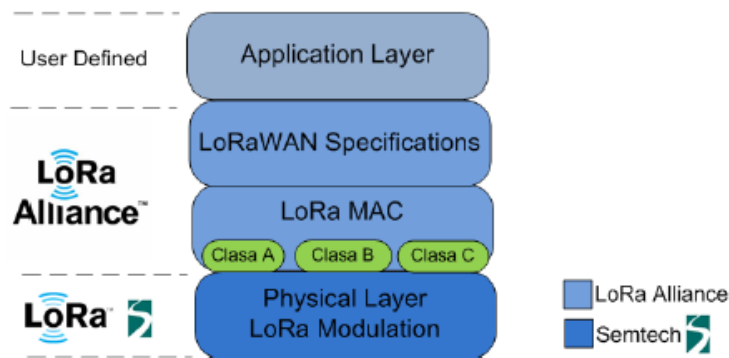 User Defined
Application Layer
LoRa
Alliance™
LoRaWAN Specifications
LoRa MAC
Clasa A
Clasa B
Clasa C
LoRa™
Physical Layer
LoRa Modulation
LoRa Alliance
Semtech